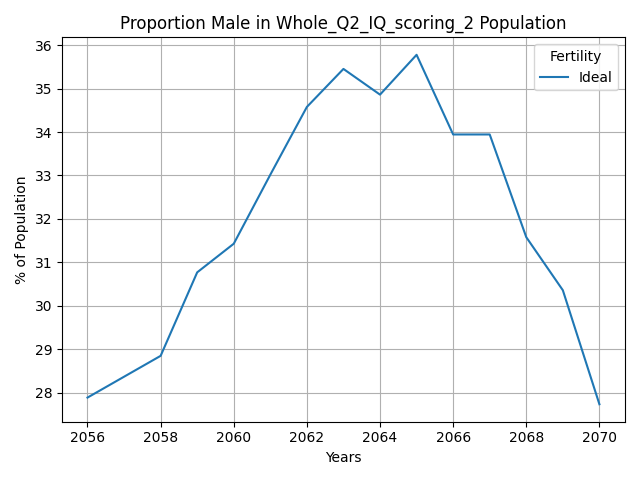 Proportion Male in Whole_Q2_IQ_scoring_2 Population
Fertility
Ideal
% of Population
36
35
34
33
32
31
30
29
28
2056 2058 2060 2062 2064 2066 2068 2070
Years